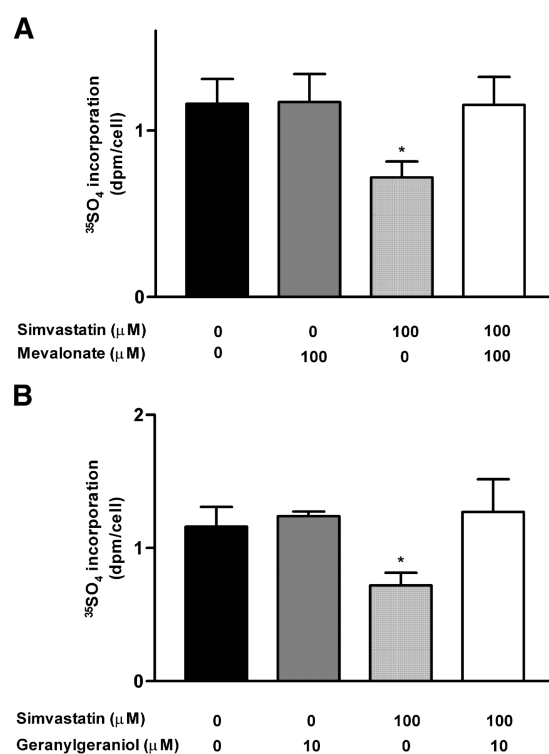 A
³⁵SO₄ incorporation
(dpm/cell)
1
0
*
Simvastatin (μM) 0 0 100 100
Mevalonate (μM) 0 100 0 100
B
³⁵SO₄ incorporation
(dpm/cell)
2
1
0
*
Simvastatin (μM) 0 0 100 100
Geranylgeraniol (μM) 0 10 0 10